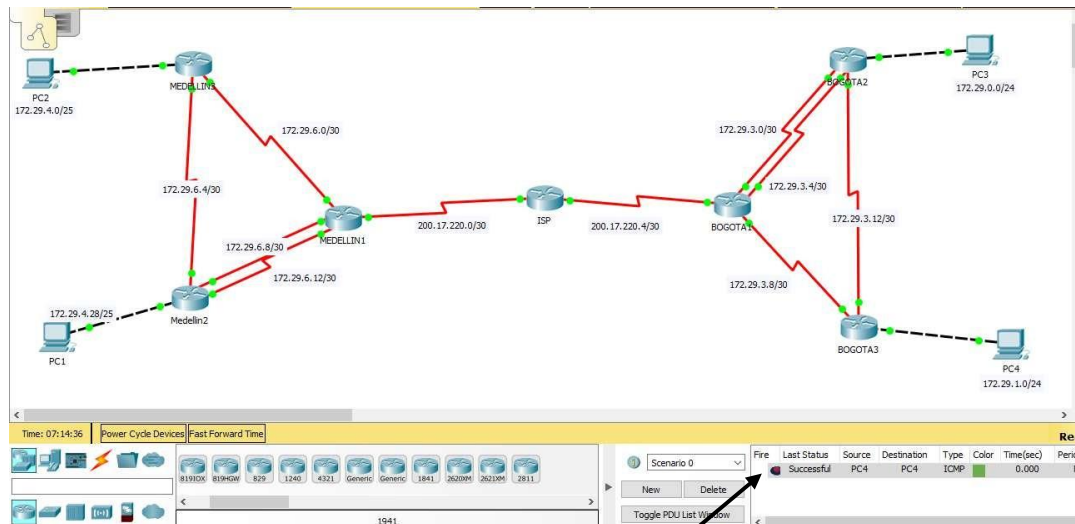 PC2
172.29.4.0/25
MEDELLIN3
172.29.6.0/30
172.29.6.4/30
172.29.6.8/30
MEDELLIN1
172.29.6.12/30
Medellin2
172.29.4.28/25
PC1
200.17.220.0/30
ISP
200.17.220.4/30
BOGOTA2
PC3
172.29.0.0/24
172.29.3.0/30
172.29.3.4/30
BOGOTA1
172.29.3.12/30
172.29.3.8/30
BOGOTA3
PC4
172.29.1.0/24
Time: 07:14:36 Power Cycle Devices Fast Forward Time
819IOX 819HGW 829 1240 4321 Generic Generic 1841 2620XM 2621XM 2811
1941
Scenario 0
New Delete
Toggle PDU List Window
Fire Last Status Source Destination Type Color Time(sec)
Successful PC4 PC4 ICMP 0.000